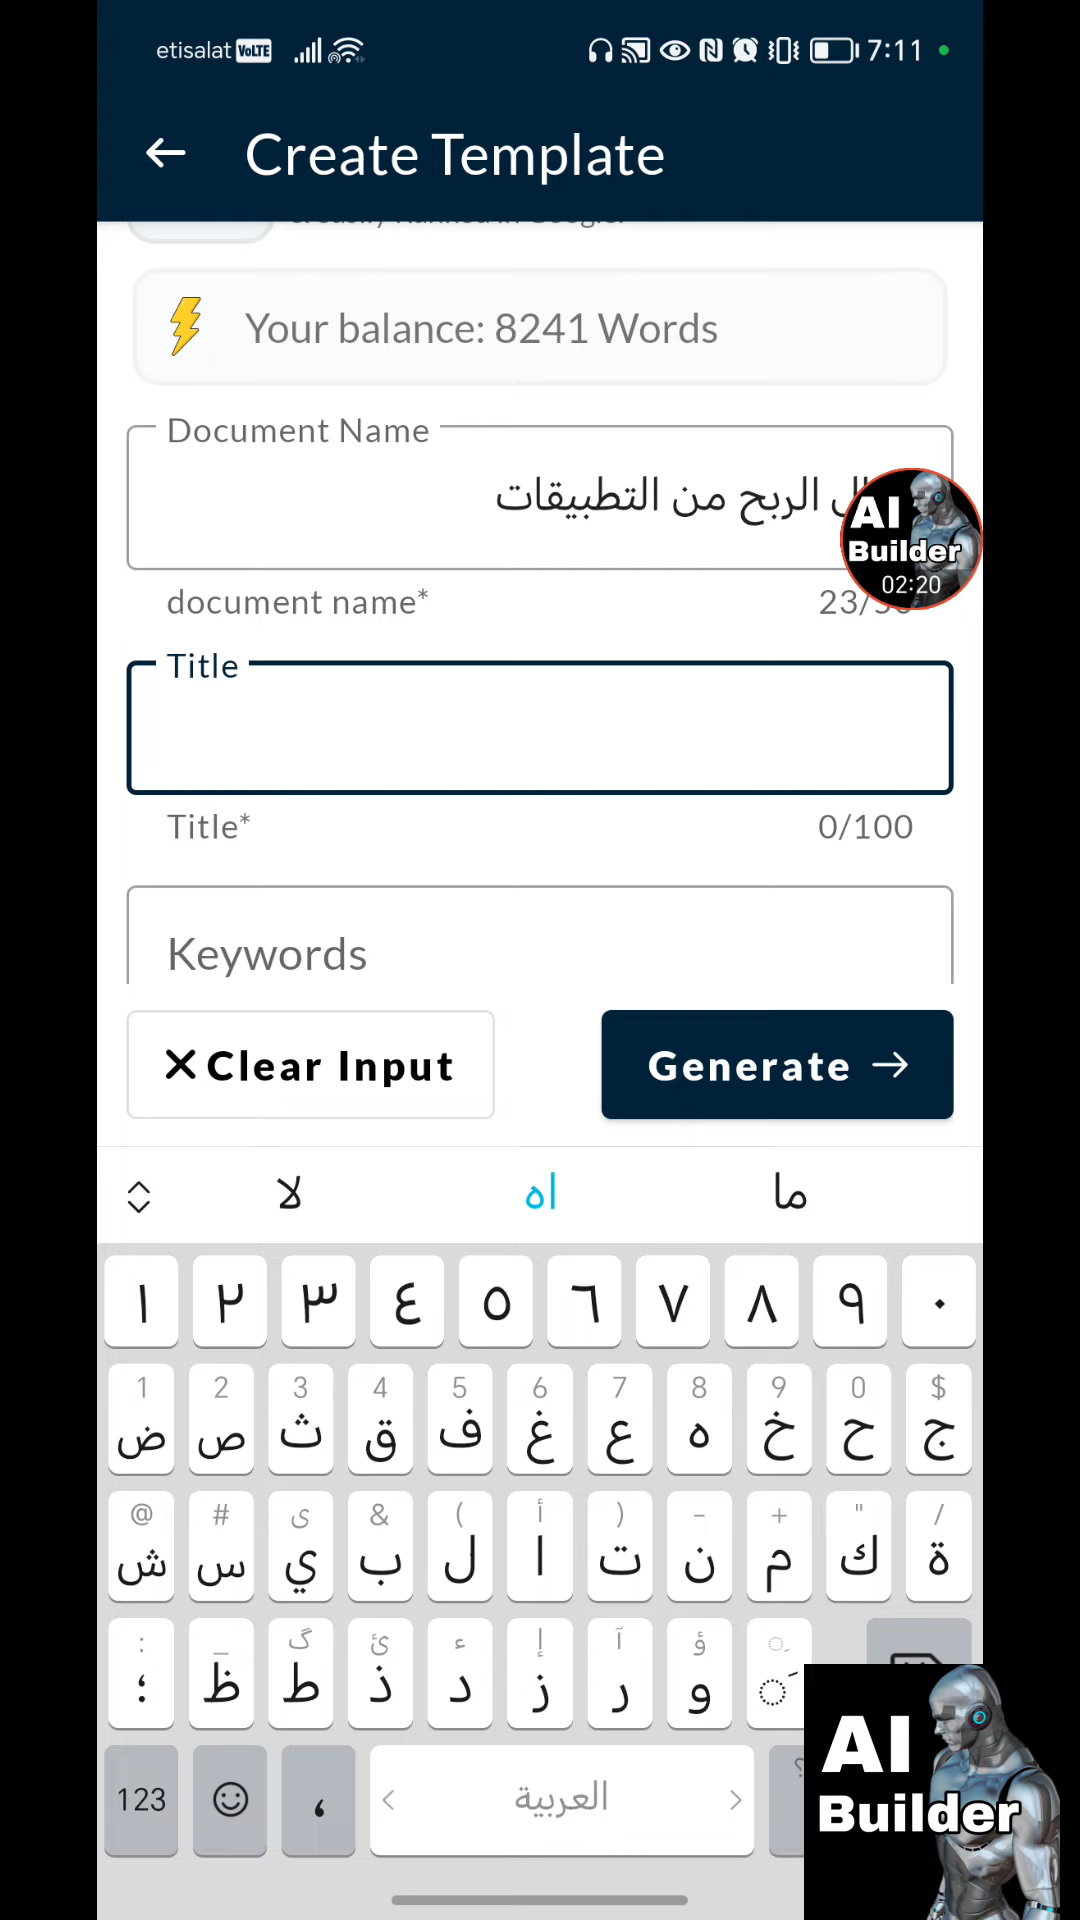 etisalat VoLTE 7:11
Create Template
Your balance: 8241 Words
Document Name
الربح من التطبيقات
AI
Builder
02:20
document name* 23/50
Title
Title* 0/100
Keywords
Clear Input
Generate
لا اه ما
١ ٢ ٣ ٤ ٥ ٦ ٧ ٨ ٩ ٠
1 2 3 4 5 6 7 8 9 0 $
ض ص ث ق ف غ ع ه خ ح ج
@ # ى & ( أ ) - + " /
ش س ي ب ل ا ت ن م ك ة
: _ گ ئ ء إ آ ؤ
؛ ظ ط ذ د ز ر و
123 ، < العربية > ؟
AI
Builder